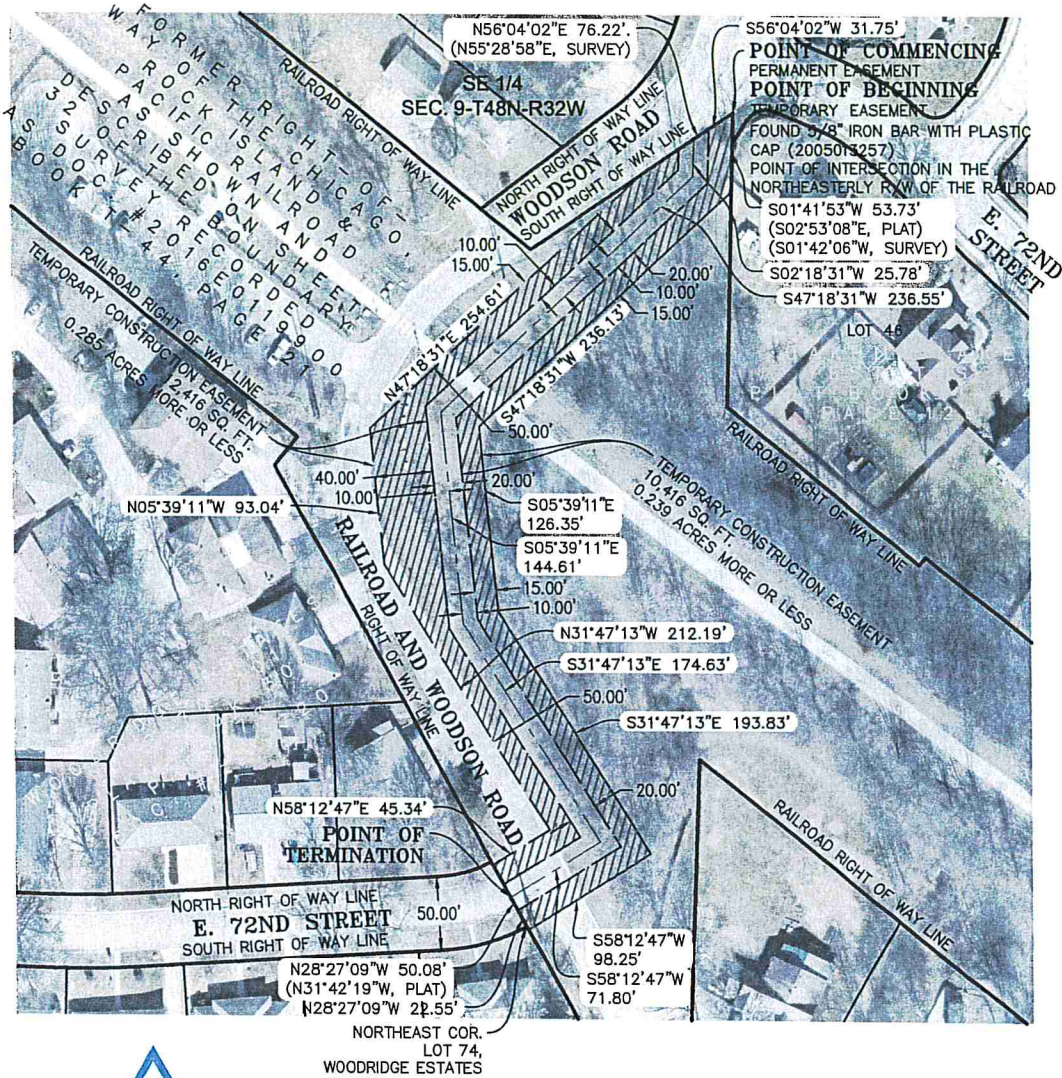 N56°04'02"E 76.22'.
(N55°28'58"E, SURVEY)
S56°04'02"W 31.75'
POINT OF COMMENCING
PERMANENT EASEMENT
POINT OF BEGINNING
TEMPORARY EASEMENT
FOUND 5/8" IRON BAR WITH PLASTIC
CAP (2005013257)
POINT OF INTERSECTION IN THE
NORTHEASTERLY R/W OF THE RAILROAD
S01°41'53"W 53.73'
(S02°53'08"E, PLAT)
(S01°42'06"W, SURVEY)
S02°18'31"W 25.78'
S47°18'31"W 236.55'
LOT 46
E. 72ND
STREET
SE 1/4
SEC. 9-T48N-R32W
NORTH RIGHT OF WAY LINE
WOODSON ROAD
SOUTH RIGHT OF WAY LINE
RAILROAD RIGHT OF WAY LINE
FORMER RIGHT-OF-
WAY OF THE CHICAGO,
ROCK ISLAND &
PACIFIC RAILROAD
AS SHOWN AND
DESCRIBED ON SHEET
32 OF THE BOUNDARY
SURVEY RECORDED
AS DOC #2016E0119900
BOOK T-44, PAGE 21
RAILROAD RIGHT OF WAY LINE
TEMPORARY CONSTRUCTION EASEMENT
12,416 SQ. FT.
0.285 ACRES MORE OR LESS
10.00'
15.00'
N47°18'31"E 254.61'
20.00'
10.00'
15.00'
S47°18'31"W 236.13'
50.00'
40.00'
10.00'
20.00'
N05°39'11"W 93.04'
S05°39'11"E
126.35'
S05°39'11"E
144.61'
15.00'
10.00'
RAILROAD RIGHT OF WAY LINE
TEMPORARY CONSTRUCTION EASEMENT
10,416 SQ. FT.
0.239 ACRES MORE OR LESS
RAILROAD AND WOODSON ROAD
RIGHT OF WAY LINE
N31°47'13"W 212.19'
S31°47'13"E 174.63'
50.00'
S31°47'13"E 193.83'
20.00'
N58°12'47"E 45.34'
POINT OF
TERMINATION
RAILROAD RIGHT OF WAY LINE
NORTH RIGHT OF WAY LINE
E. 72ND STREET
SOUTH RIGHT OF WAY LINE
50.00'
S58°12'47"W
98.25'
S58°12'47"W
71.80'
N28°27'09"W 50.08'
(N31°42'19"W, PLAT)
N28°27'09"W 22.55'
NORTHEAST COR.
LOT 74,
WOODRIDGE ESTATES